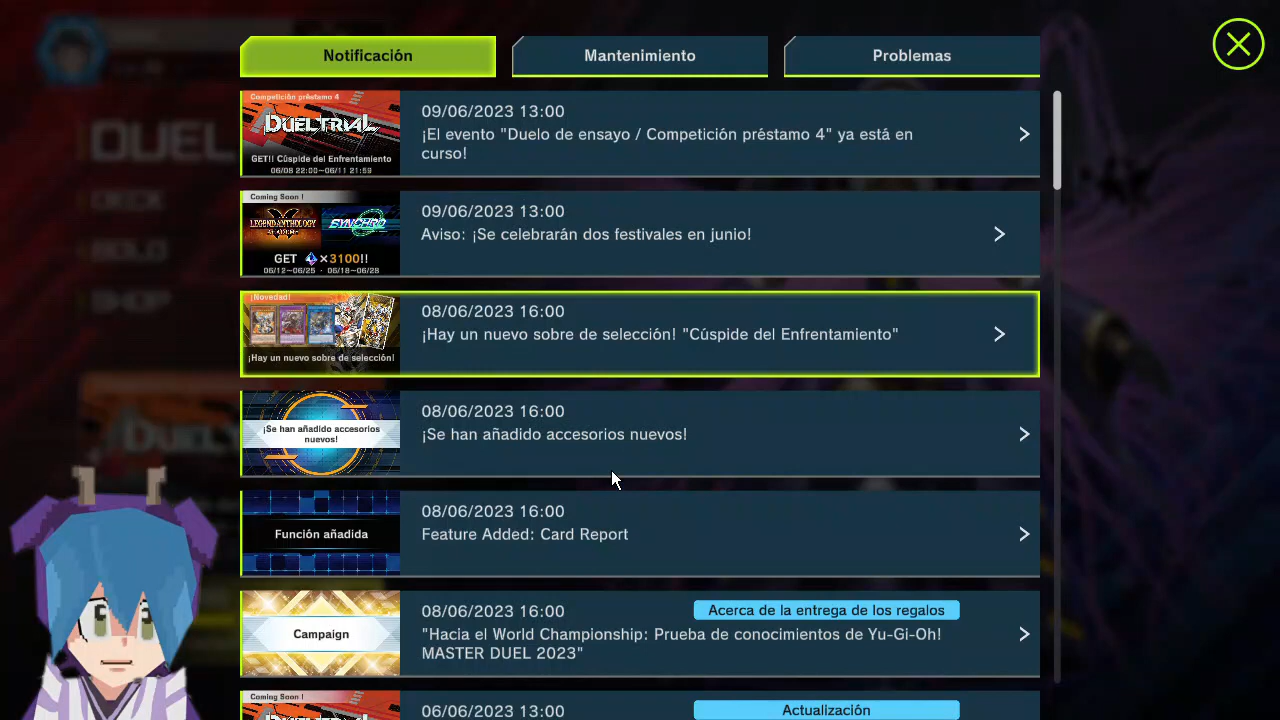 Notificación
Mantenimiento
Problemas
Competición préstamo 4
DUELTRIAL
GET!! Cúspide del Enfrentamiento
06/08 22:00~06/11 21:59
09/06/2023 13:00
¡El evento "Duelo de ensayo / Competición préstamo 4" ya está en
curso!
Coming Soon !
LEGEND ANTHOLOGY
SYNCHRO
GET ×3100!!
06/12~06/25 · 06/18~06/28
09/06/2023 13:00
Aviso: ¡Se celebrarán dos festivales en junio!
¡Novedad!
¡Hay un nuevo sobre de selección!
08/06/2023 16:00
¡Hay un nuevo sobre de selección! "Cúspide del Enfrentamiento"
¡Se han añadido accesorios
nuevos!
08/06/2023 16:00
¡Se han añadido accesorios nuevos!
Función añadida
08/06/2023 16:00
Feature Added: Card Report
Campaign
08/06/2023 16:00
Acerca de la entrega de los regalos
"Hacia el World Championship: Prueba de conocimientos de Yu-Gi-Oh!
MASTER DUEL 2023"
Coming Soon !
06/06/2023 13:00
Actualización
DUEL
DECK
SOLO
SHOP